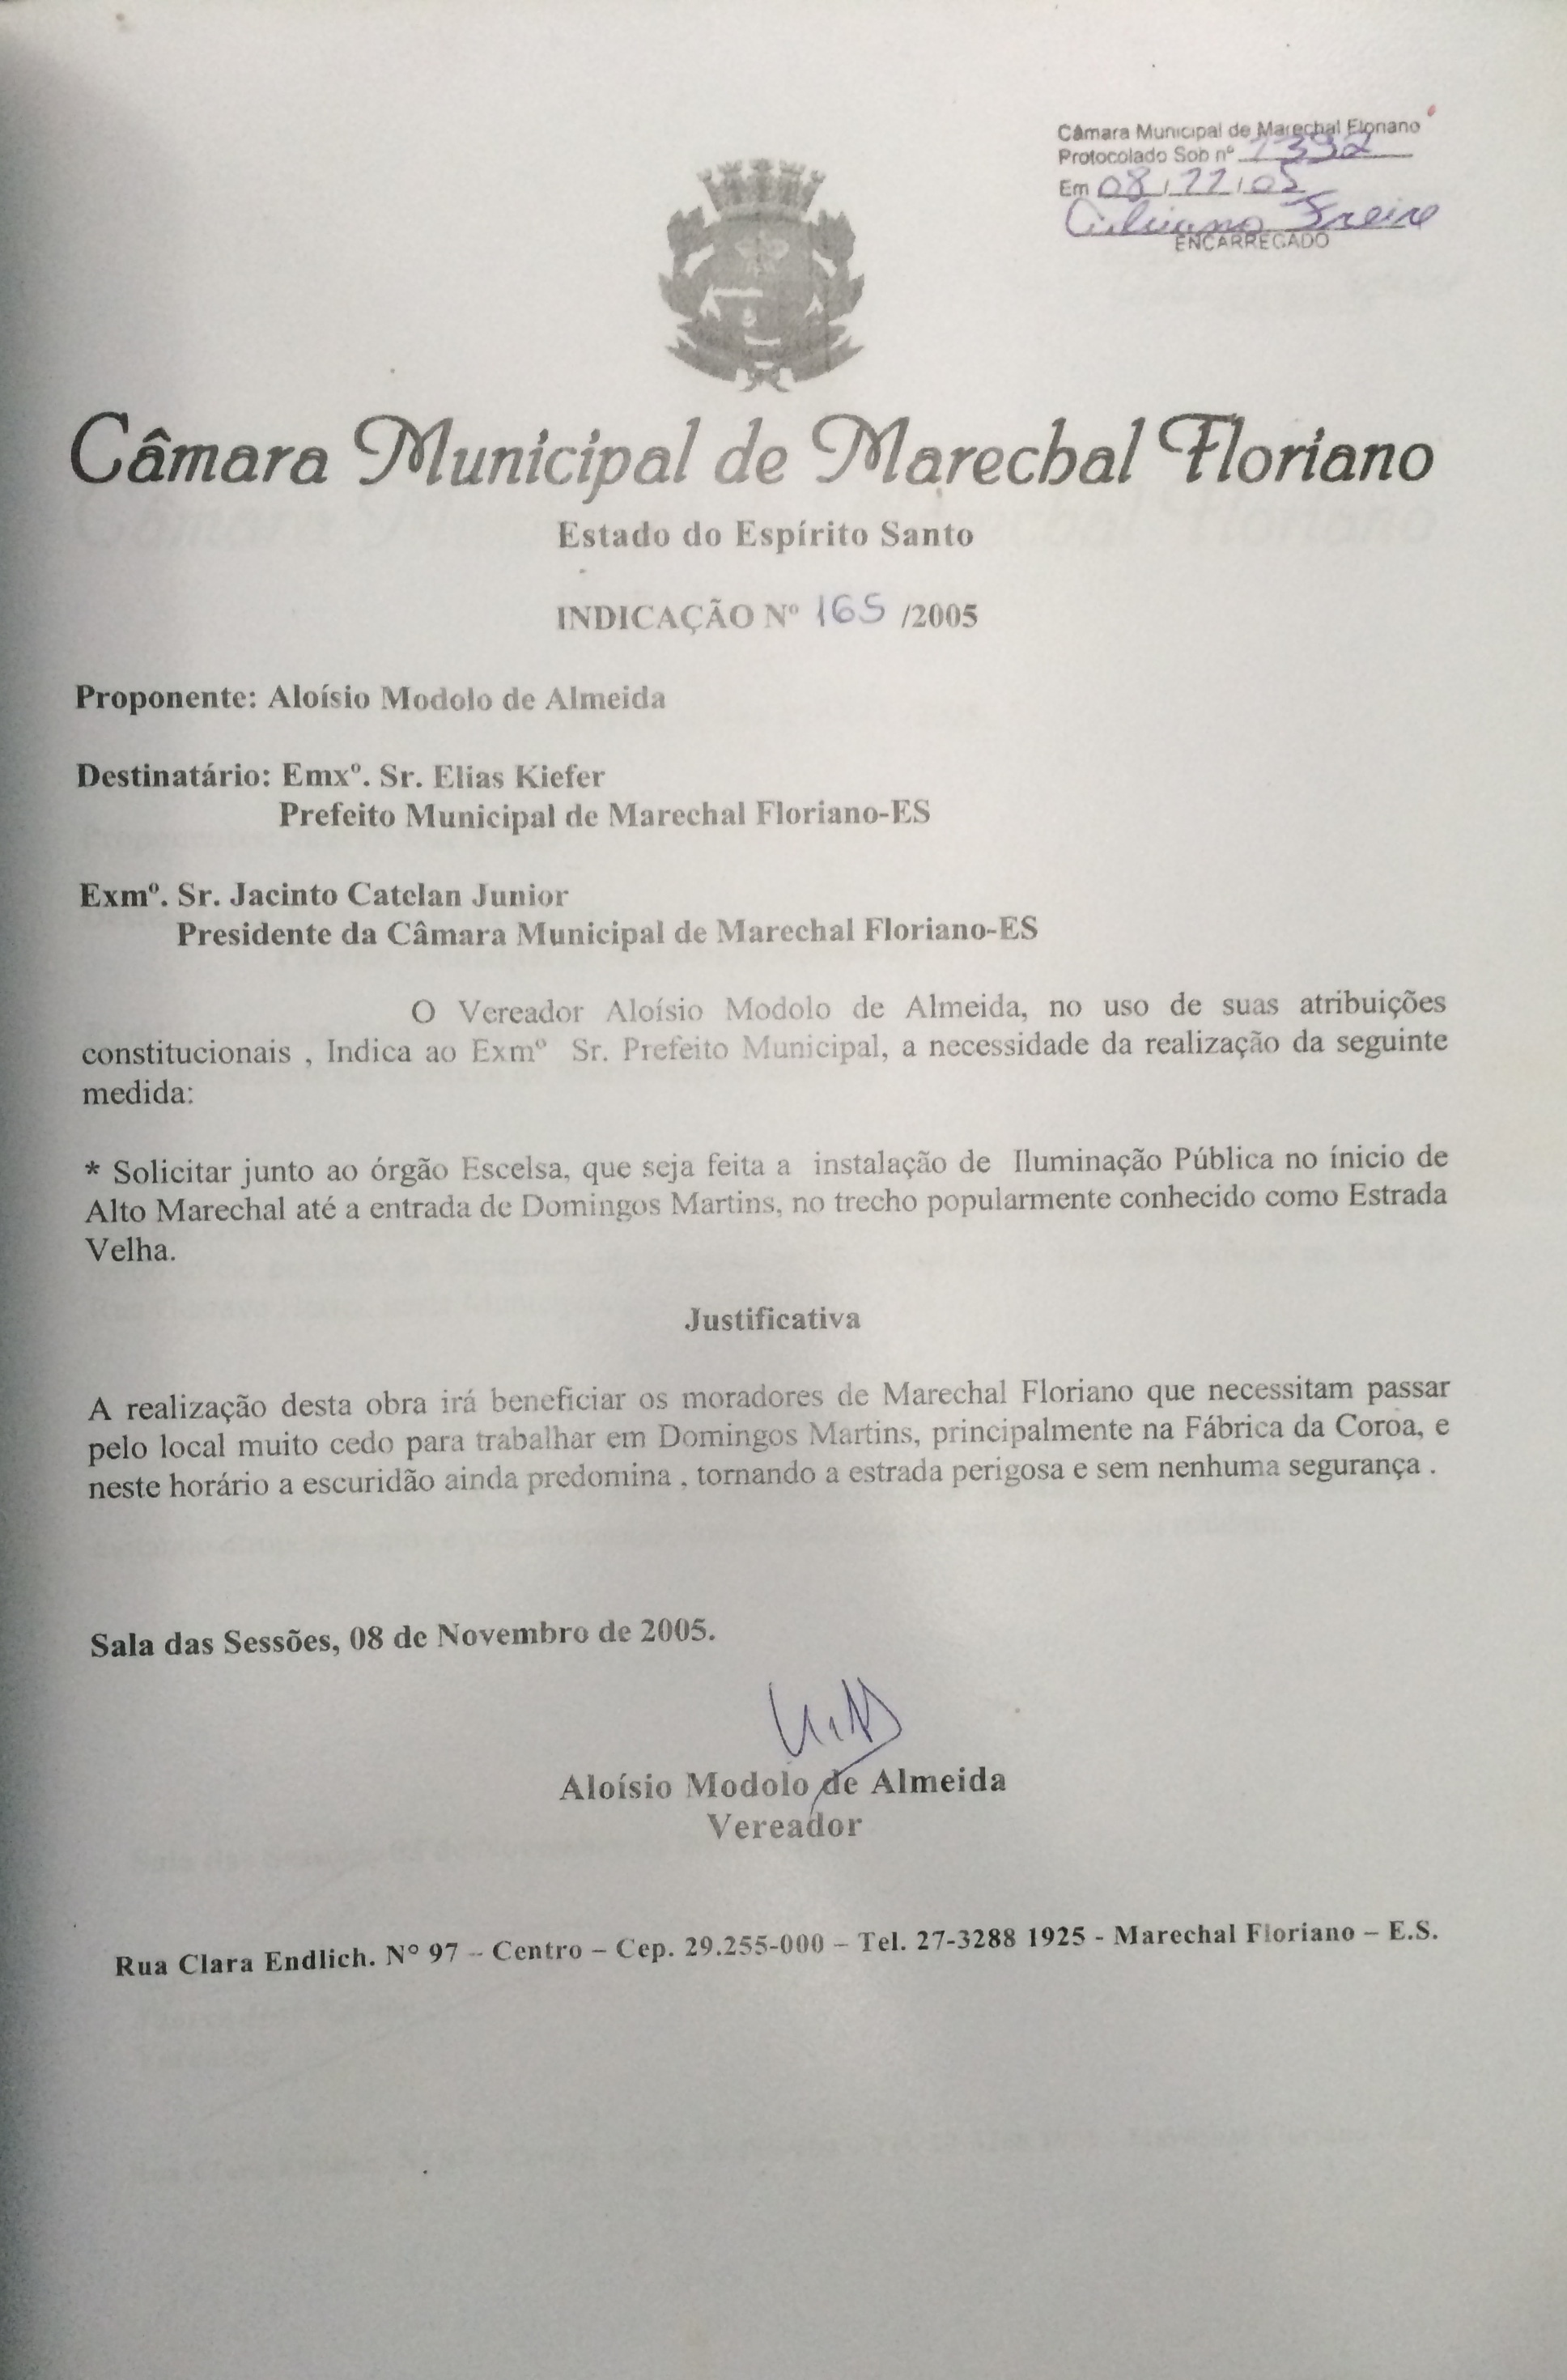 Câmara Municipal de Marechal Floriano
Protocolado Sob nº 1332
Em 08/11/05
Freire
ENCARREGADO
Câmara Municipal de Marechal Floriano
Estado do Espírito Santo
INDICAÇÃO Nº 165 /2005
Proponente: Aloísio Modolo de Almeida
Destinatário: Emxº. Sr. Elias Kiefer
Prefeito Municipal de Marechal Floriano-ES
Exmº. Sr. Jacinto Catelan Junior
Presidente da Câmara Municipal de Marechal Floriano-ES
O Vereador Aloísio Modolo de Almeida, no uso de suas atribuições
constitucionais , Indica ao Exmº Sr. Prefeito Municipal, a necessidade da realização da seguinte
medida:
* Solicitar junto ao órgão Escelsa, que seja feita a instalação de Iluminação Pública no ínicio de
Alto Marechal até a entrada de Domingos Martins, no trecho popularmente conhecido como Estrada
Velha.
Justificativa
A realização desta obra irá beneficiar os moradores de Marechal Floriano que necessitam passar
pelo local muito cedo para trabalhar em Domingos Martins, principalmente na Fábrica da Coroa, e
neste horário a escuridão ainda predomina , tornando a estrada perigosa e sem nenhuma segurança .
Sala das Sessões, 08 de Novembro de 2005.
Aloísio Modolo de Almeida
Vereador
Rua Clara Endlich. Nº 97 – Centro – Cep. 29.255-000 – Tel. 27-3288 1925 - Marechal Floriano – E.S.